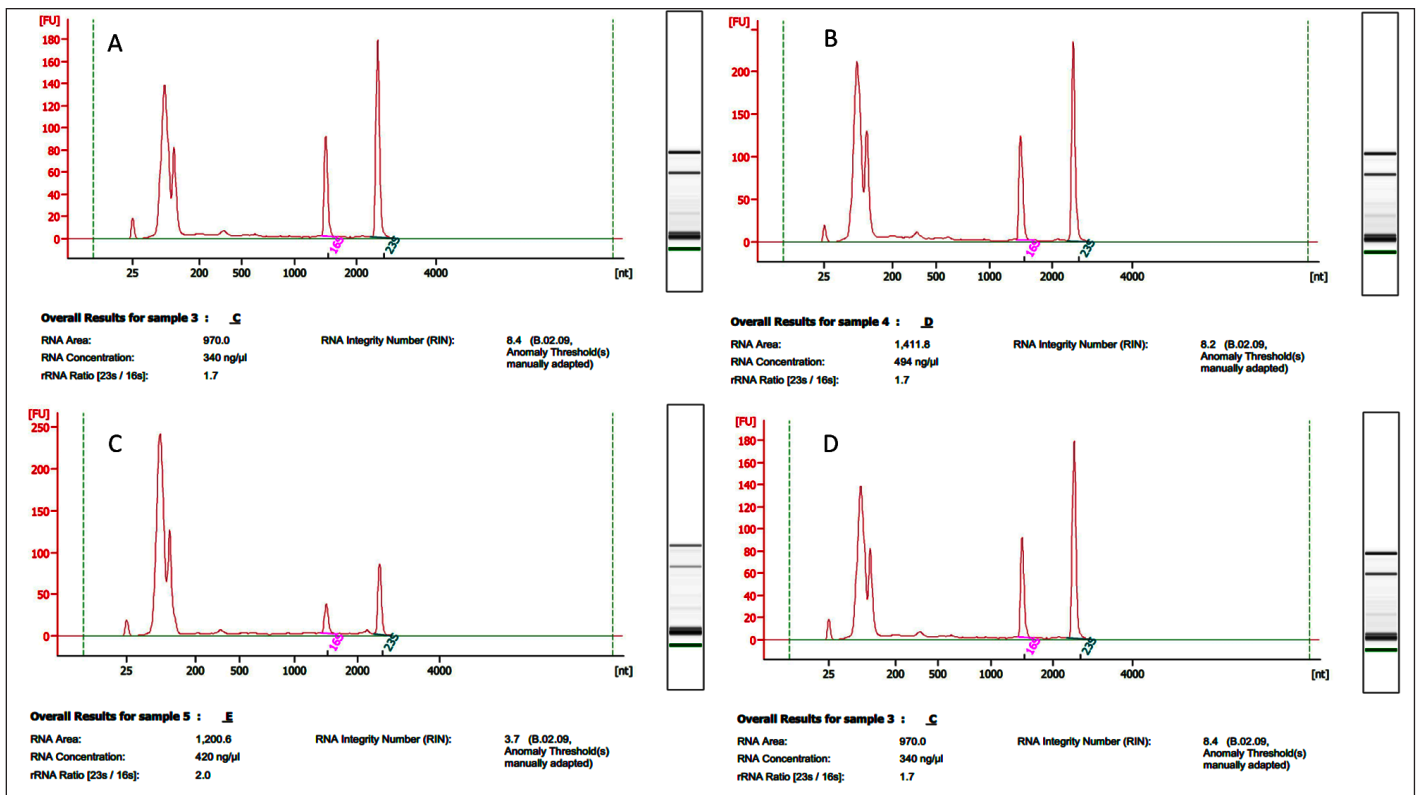 [FU]
A
180
160
140
120
100
80
60
40
20
0
16S
23S
25 200 500 1000 2000 4000 [nt]
Overall Results for sample 3 : C
RNA Area: 970.0 RNA Integrity Number (RIN): 8.4 (B.02.09,
RNA Concentration: 340 ng/µl Anomaly Threshold(s)
rRNA Ratio [23s / 16s]: 1.7 manually adapted)
[FU]
B
200
150
100
50
0
16S
23S
25 200 500 1000 2000 4000 [nt]
Overall Results for sample 4 : D
RNA Area: 1,411.8 RNA Integrity Number (RIN): 8.2 (B.02.09,
RNA Concentration: 494 ng/µl Anomaly Threshold(s)
rRNA Ratio [23s / 16s]: 1.7 manually adapted)
[FU]
C
250
200
150
100
50
0
16S
23S
25 200 500 1000 2000 4000 [nt]
Overall Results for sample 5 : E
RNA Area: 1,200.6 RNA Integrity Number (RIN): 3.7 (B.02.09,
RNA Concentration: 420 ng/µl Anomaly Threshold(s)
rRNA Ratio [23s / 16s]: 2.0 manually adapted)
[FU]
D
180
160
140
120
100
80
60
40
20
0
16S
23S
25 200 500 1000 2000 4000 [nt]
Overall Results for sample 3 : C
RNA Area: 970.0 RNA Integrity Number (RIN): 8.4 (B.02.09,
RNA Concentration: 340 ng/µl Anomaly Threshold(s)
rRNA Ratio [23s / 16s]: 1.7 manually adapted)